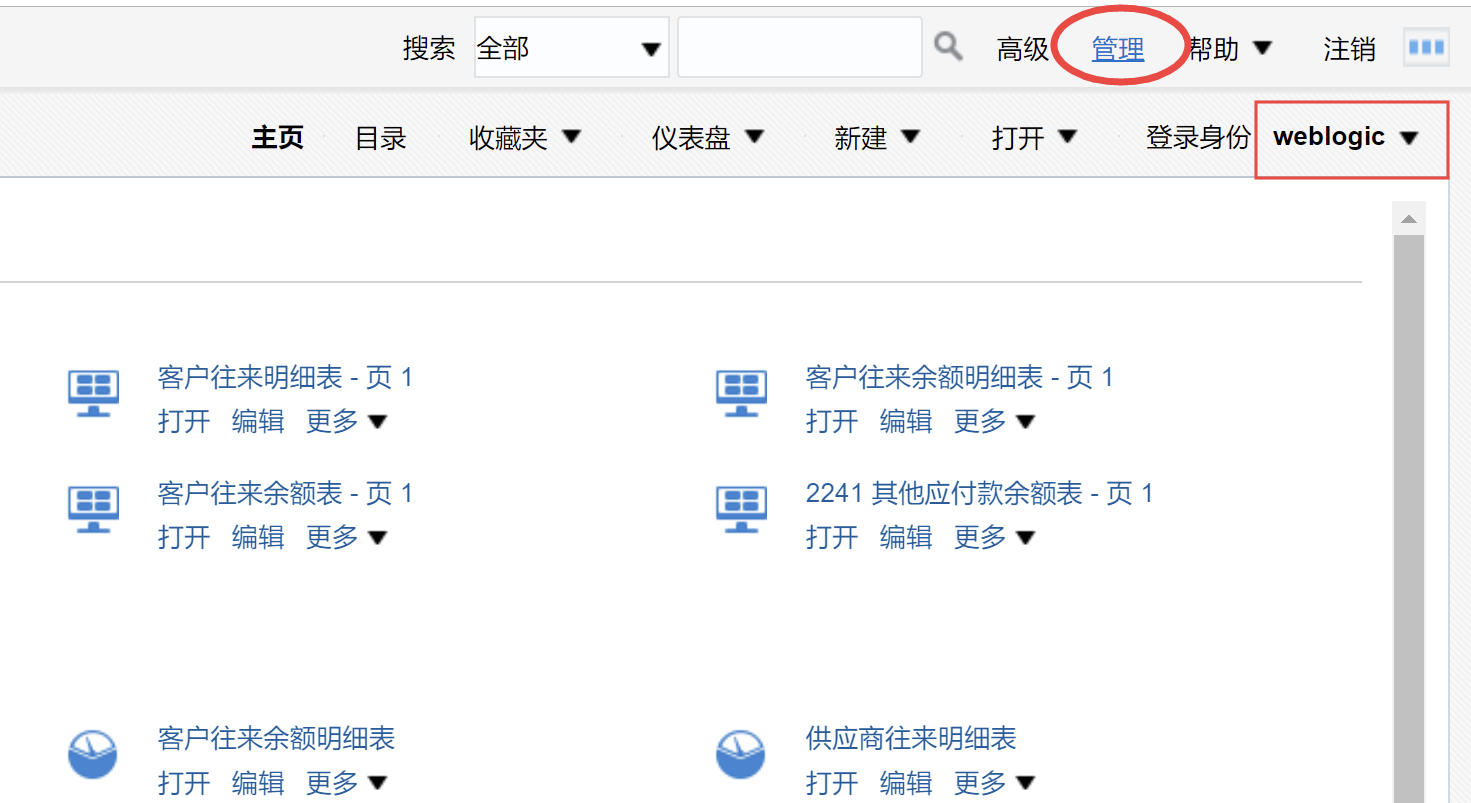 搜索 全部 高级 管理 帮助 注销
主页 目录 收藏夹 仪表盘 新建 打开 登录身份 weblogic
客户往来明细表 - 页 1 客户往来余额明细表 - 页 1
打开 编辑 更多 打开 编辑 更多
客户往来余额表 - 页 1 2241 其他应付款余额表 - 页 1
打开 编辑 更多 打开 编辑 更多
客户往来余额明细表 供应商往来明细表
打开 编辑 更多 打开 编辑 更多